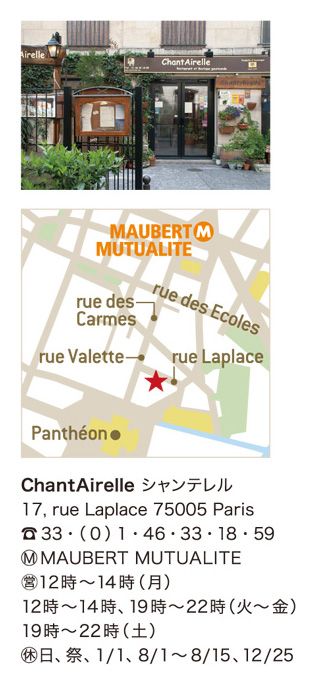 Airelle
ChantAirelle
Restaurant et Boutique gourmande
ChantAirelle
MAUBERT Ⓜ
MUTUALITE
rue des Carmes
rue des Ecoles
rue Valette
rue Laplace
Panthéon
ChantAirelle シャンテレル
17, rue Laplace 75005 Paris
☎33・(0)1・46・33・18・59
ⓂMAUBERT MUTUALITE
営12時〜14時(月)
12時〜14時、19時〜22時(火〜金)
19時〜22時(土)
休日、祭、1/1、8/1〜8/15、12/25